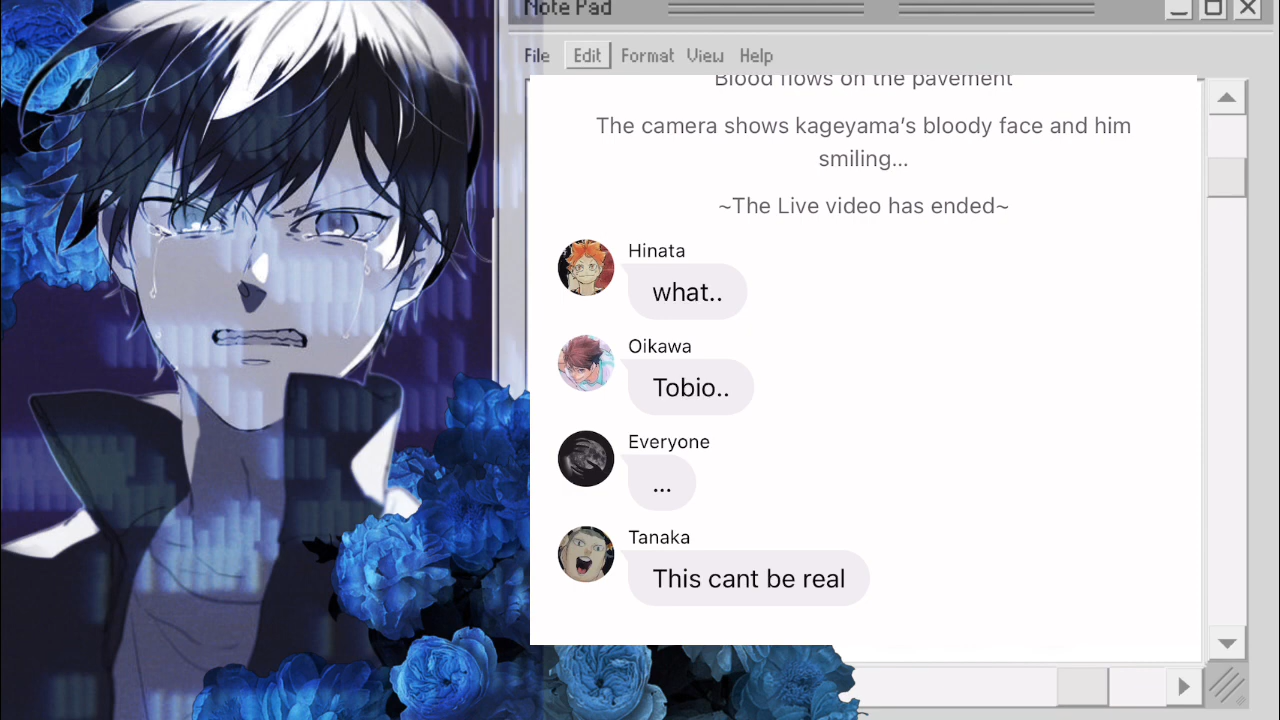 Note Pad
File Edit Format View Help
Blood flows on the pavement
The camera shows kageyama’s bloody face and him
smiling...
~The Live video has ended~
Hinata
what..
Oikawa
Tobio..
Everyone
...
Tanaka
This cant be real